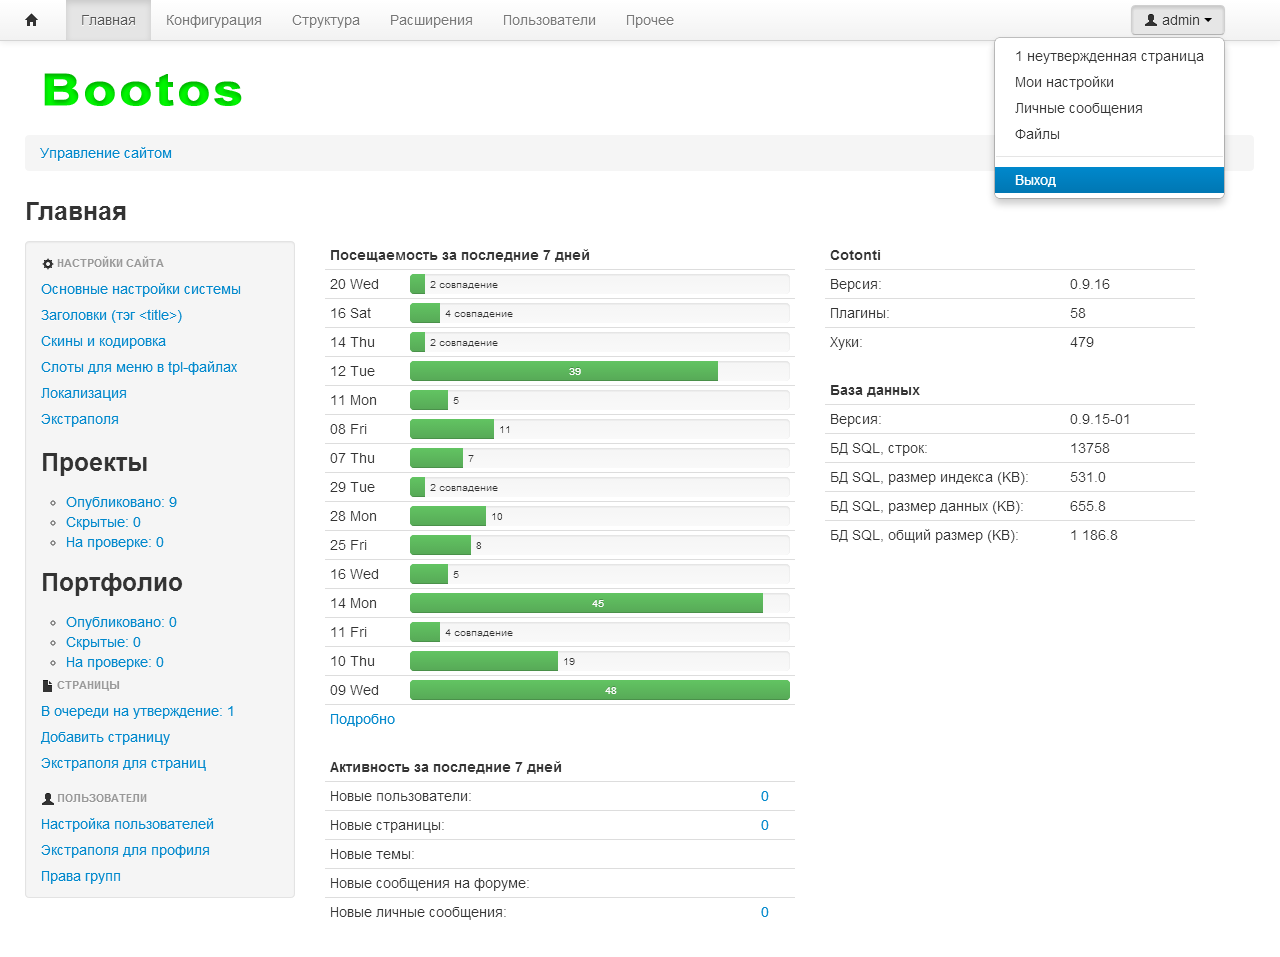 Главная Конфигурация Структура Расширения Пользователи Прочее admin
1 неутвержденная страница
Мои настройки
Личные сообщения
Файлы
Выход
Bootos
Управление сайтом
Главная
НАСТРОЙКИ САЙТА
Основные настройки системы
Заголовки (тэг <title>)
Скины и кодировка
Слоты для меню в tpl-файлах
Локализация
Экстраполя
Проекты
Опубликовано: 9
Скрытые: 0
На проверке: 0
Портфолио
Опубликовано: 0
Скрытые: 0
На проверке: 0
СТРАНИЦЫ
В очереди на утверждение: 1
Добавить страницу
Экстраполя для страниц
ПОЛЬЗОВАТЕЛИ
Настройка пользователей
Экстраполя для профиля
Права групп
Посещаемость за последние 7 дней
20 Wed 2 совпадение
16 Sat 4 совпадение
14 Thu 2 совпадение
12 Tue 39
11 Mon 5
08 Fri 11
07 Thu 7
29 Tue 2 совпадение
28 Mon 10
25 Fri 8
16 Wed 5
14 Mon 45
11 Fri 4 совпадение
10 Thu 19
09 Wed 48
Подробно
Активность за последние 7 дней
Новые пользователи: 0
Новые страницы: 0
Новые темы:
Новые сообщения на форуме:
Новые личные сообщения: 0
Cotonti
Версия: 0.9.16
Плагины: 58
Хуки: 479
База данных
Версия: 0.9.15-01
БД SQL, строк: 13758
БД SQL, размер индекса (KB): 531.0
БД SQL, размер данных (KB): 655.8
БД SQL, общий размер (KB): 1 186.8